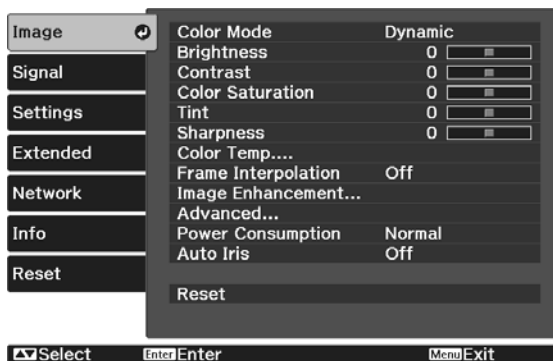 Image
Signal
Settings
Extended
Network
Info
Reset
Color Mode Dynamic
Brightness 0
Contrast 0
Color Saturation 0
Tint 0
Sharpness 0
Color Temp....
Frame Interpolation Off
Image Enhancement...
Advanced...
Power Consumption Normal
Auto Iris Off
Reset
Select Enter Enter Menu Exit